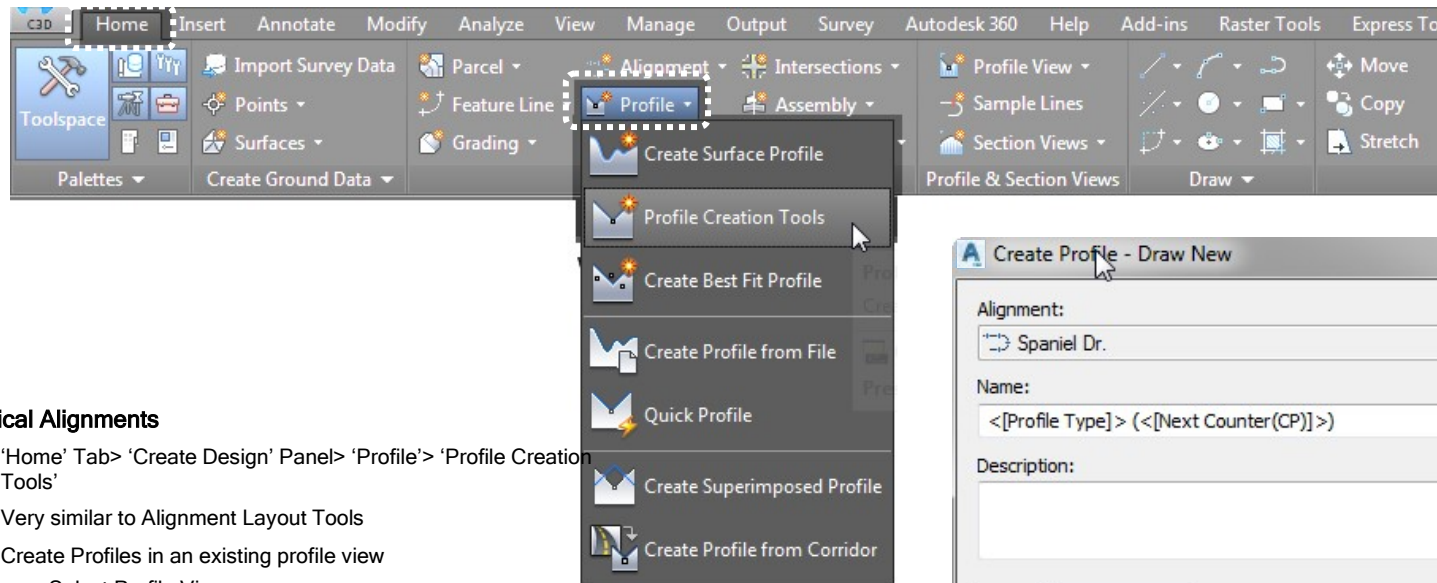 C3D Home Insert Annotate Modify Analyze View Manage Output Survey Autodesk 360 Help Add-ins Raster Tools Express To
Import Survey Data Parcel Alignment Intersections Profile View Move
Toolspace Points Feature Line Profile Assembly Sample Lines Copy
Surfaces Grading Section Views Stretch
Palettes Create Ground Data Profile & Section Views Draw
Create Surface Profile
Profile Creation Tools
Create Best Fit Profile
Create Profile from File
Quick Profile
Create Superimposed Profile
Create Profile from Corridor
Create Profile - Draw New
Alignment:
Spaniel Dr.
Name:
<[Profile Type]> (<[Next Counter(CP)]>)
Description:
ical Alignments
‘Home’ Tab> ‘Create Design’ Panel> ‘Profile’> ‘Profile Creation
Tools’
Very similar to Alignment Layout Tools
Create Profiles in an existing profile view